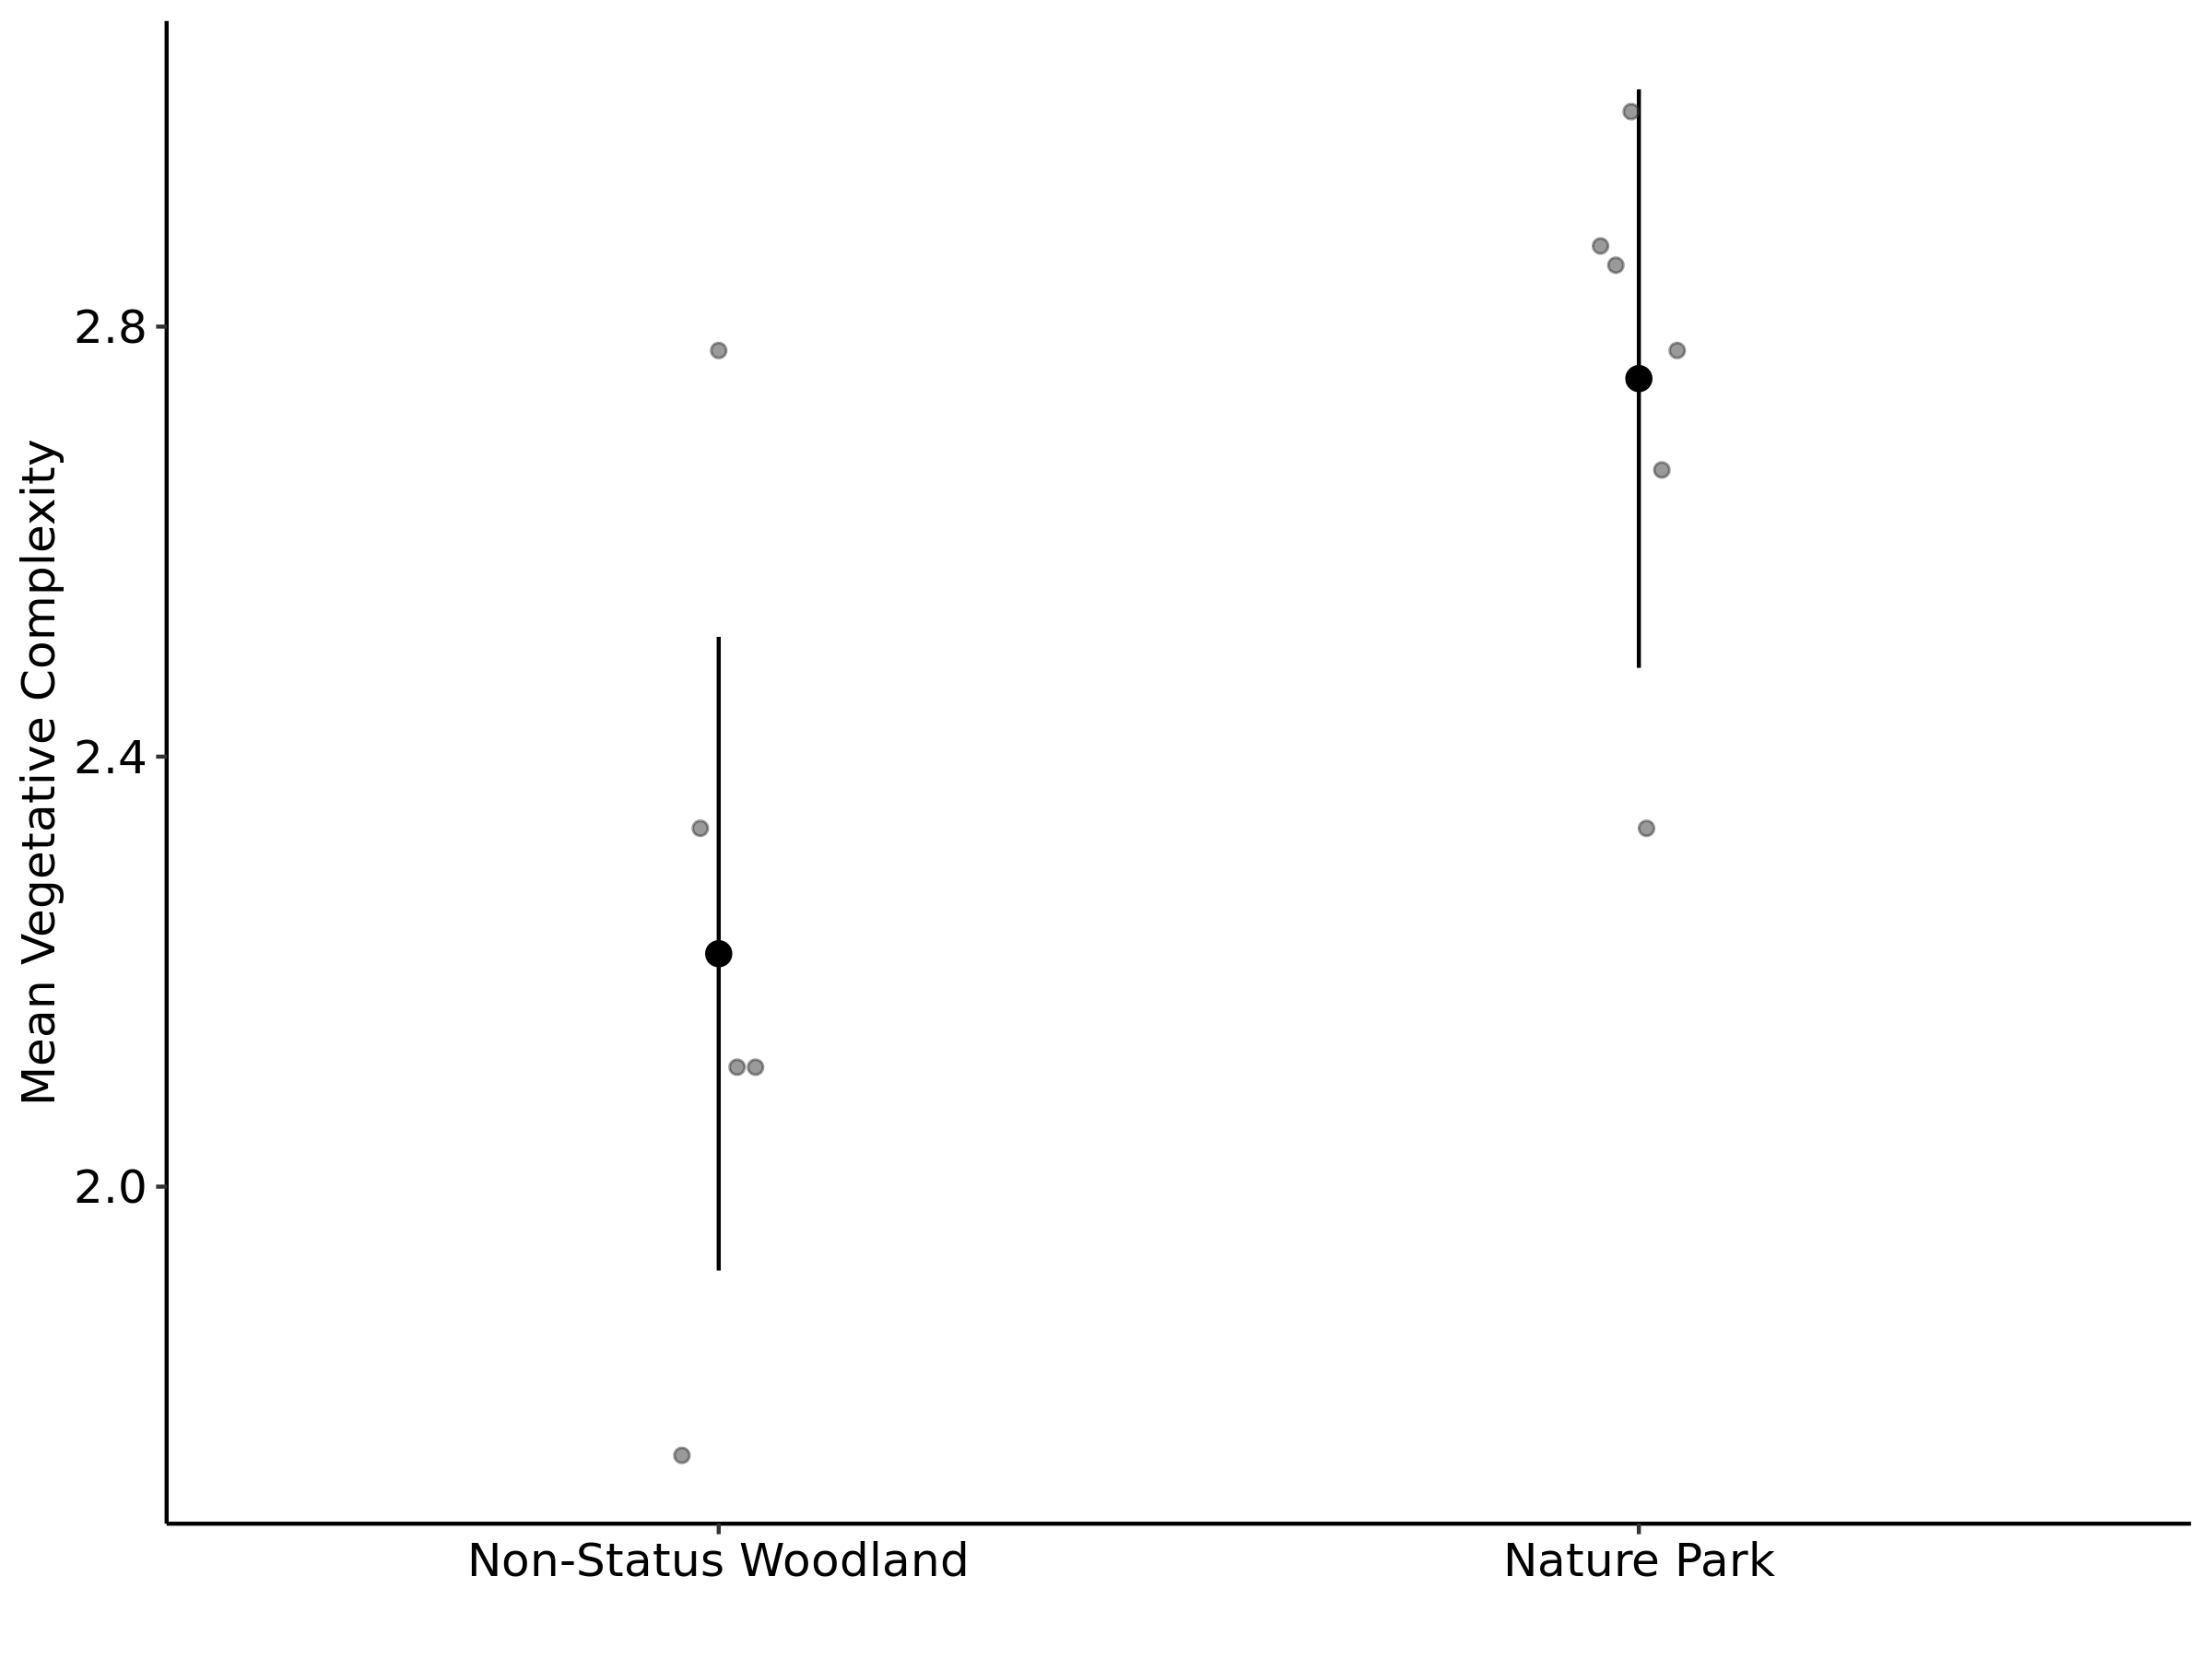 Mean Vegetative Complexity
2.8
2.4
2.0
Non-Status Woodland
Nature Park